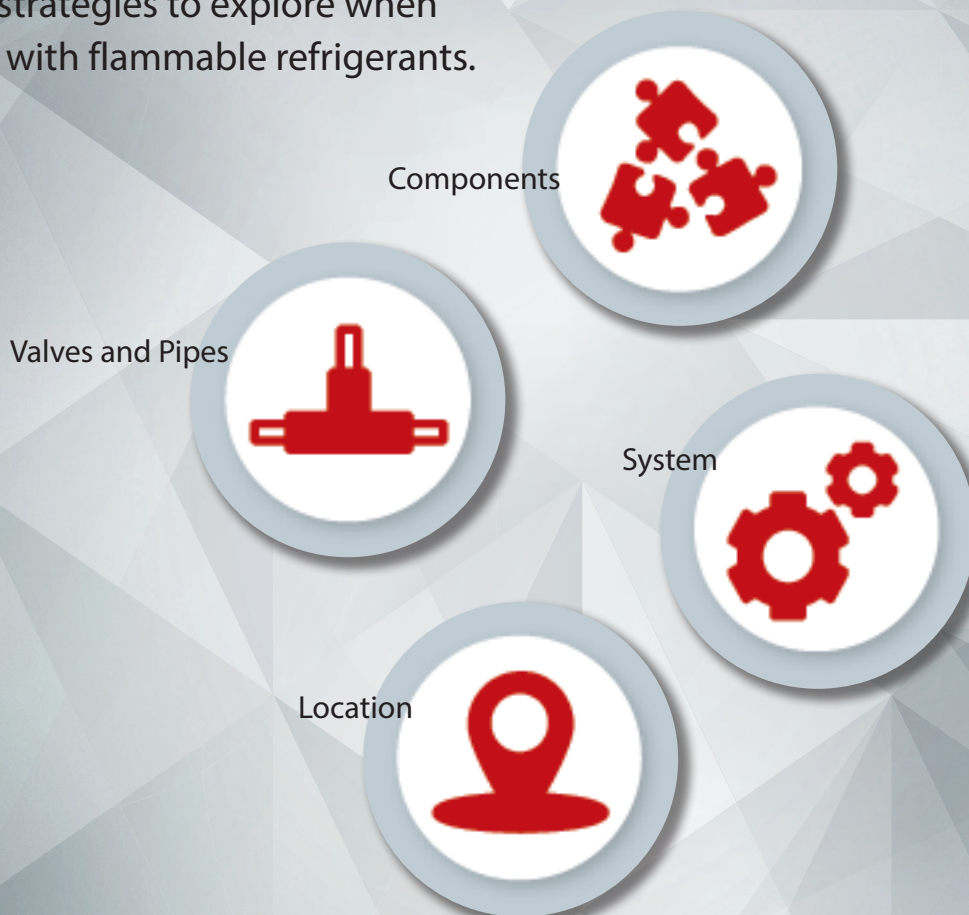 strategies to explore when
with flammable refrigerants.
Components
Valves and Pipes
System
Location